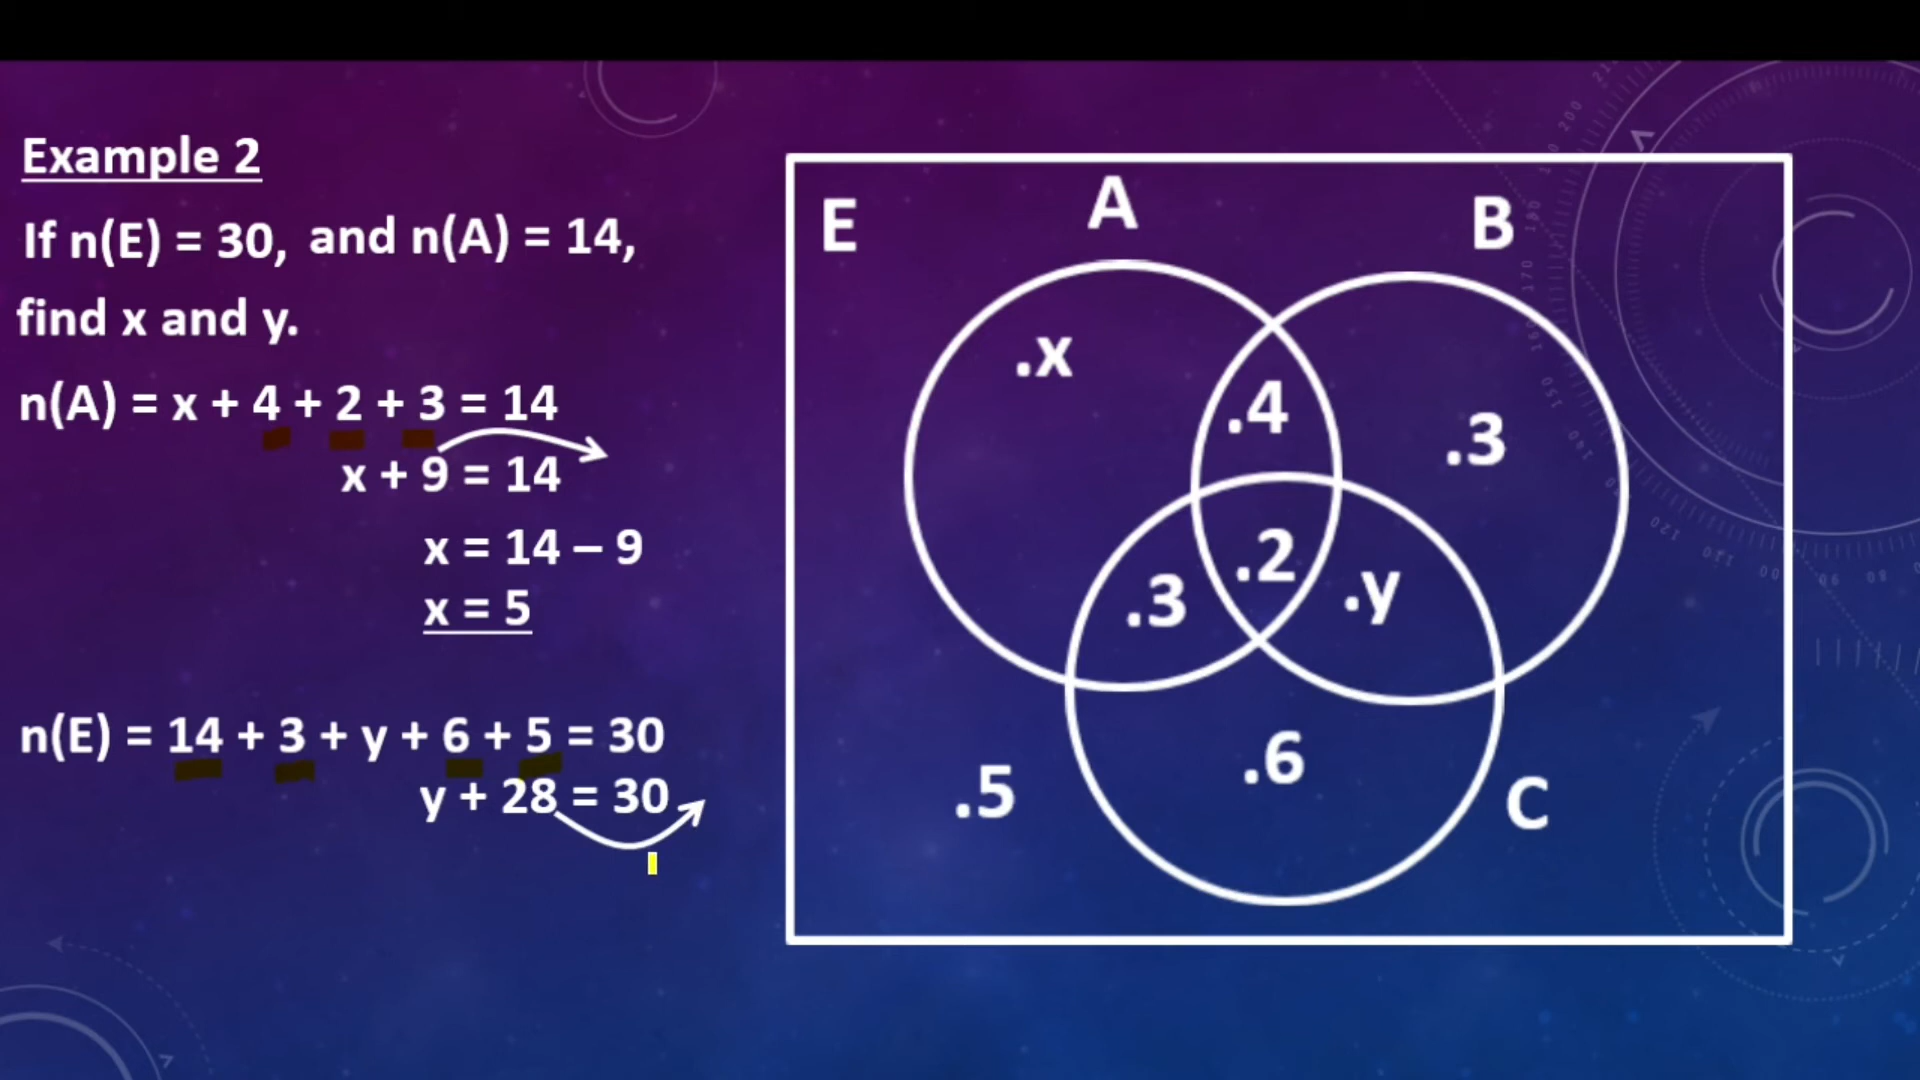 Example 2
If n(E) = 30, and n(A) = 14,
find x and y.
n(A) = x + 4 + 2 + 3 = 14
x + 9 = 14
x = 14 – 9
x = 5
n(E) = 14 + 3 + y + 6 + 5 = 30
y + 28 = 30
E
A
B
.x
.4
.3
.2
.3
.y
.6
.5
C